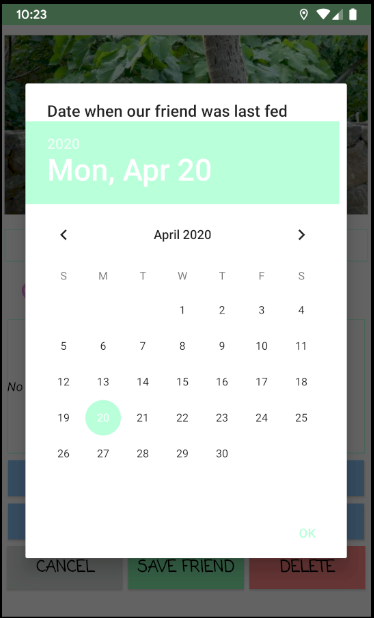 10:23
Date when our friend was last fed
2020
Mon, Apr 20
April 2020
S M T W T F S
1 2 3 4
5 6 7 8 9 10 11
12 13 14 15 16 17 18
19 20 21 22 23 24 25
26 27 28 29 30
No
OK
CANCEL SAVE FRIEND DELETE